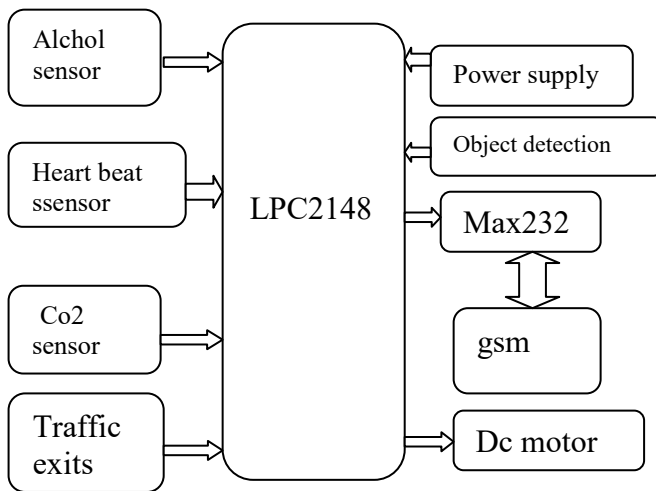 Alchol
sensor
Heart beat
ssensor
Co2
sensor
Traffic
exits
LPC2148
Power supply
Object detection
Max232
gsm
Dc motor